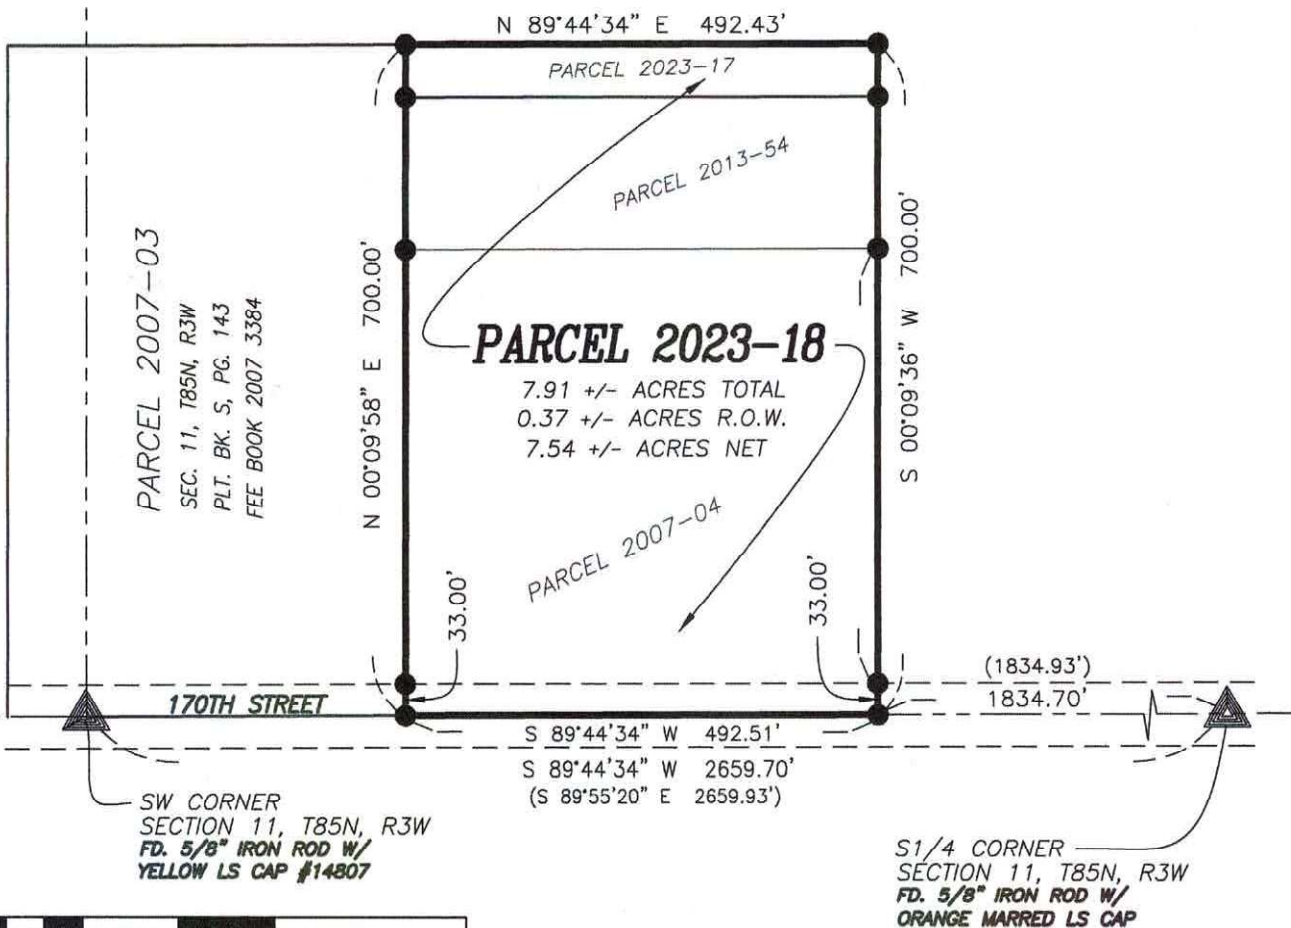 N 89°44'34" E 492.43'
PARCEL 2023-17
PARCEL 2013-54
PARCEL 2007-03
SEC. 11, T85N, R3W
PLT. BK. S, PG. 143
FEE BOOK 2007 3384
N 00°09'58" E 700.00'
S 00°09'36" W 700.00'
PARCEL 2023-18
7.91 +/- ACRES TOTAL
0.37 +/- ACRES R.O.W.
7.54 +/- ACRES NET
PARCEL 2007-04
33.00'
33.00'
(1834.93')
1834.70'
170TH STREET
S 89°44'34" W 492.51'
S 89°44'34" W 2659.70'
(S 89°55'20" E 2659.93')
SW CORNER
SECTION 11, T85N, R3W
FD. 5/8" IRON ROD W/
YELLOW LS CAP #14807
S1/4 CORNER
SECTION 11, T85N, R3W
FD. 5/8" IRON ROD W/
ORANGE MARRED LS CAP